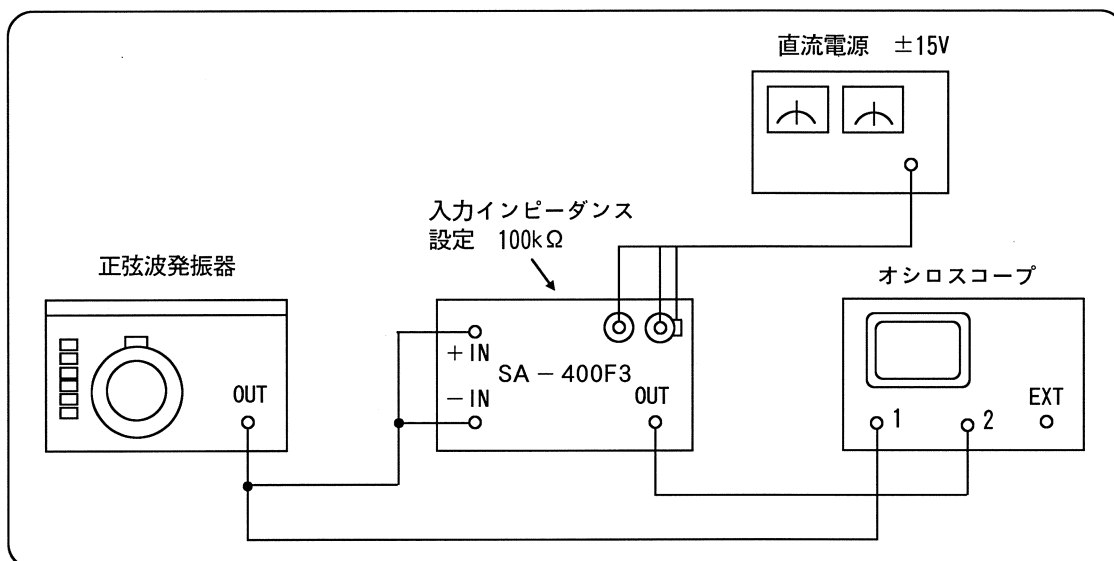 直流電源 ±15V
入力インピーダンス
設定 100kΩ
正弦波発振器
オシロスコープ
+IN
SA-400F3
-IN
OUT
OUT
1
2
EXT